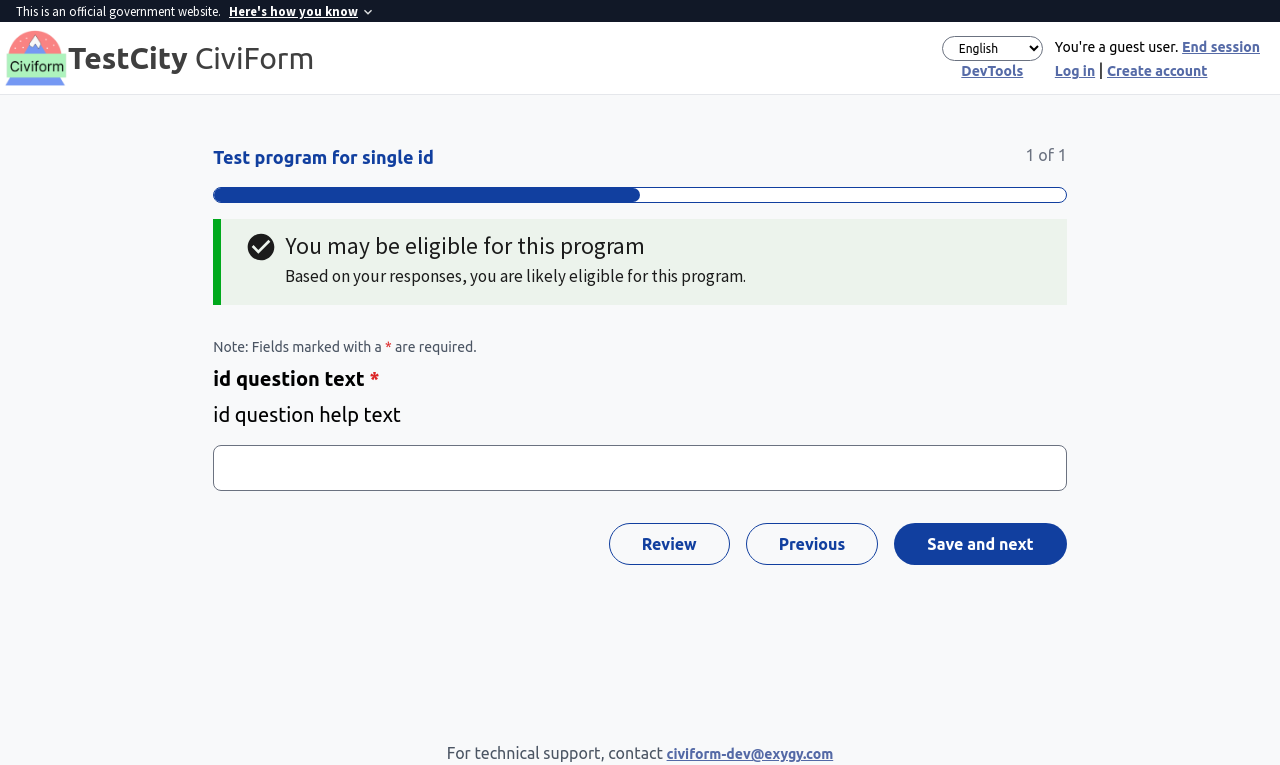 This is an official government website. Here's how you know
Civiform
TestCity CiviForm
English
You're a guest user. End session
DevTools
Log in | Create account
Test program for single id
1 of 1
You may be eligible for this program
Based on your responses, you are likely eligible for this program.
Note: Fields marked with a * are required.
id question text *
id question help text
Review
Previous
Save and next
For technical support, contact civiform-dev@exygy.com